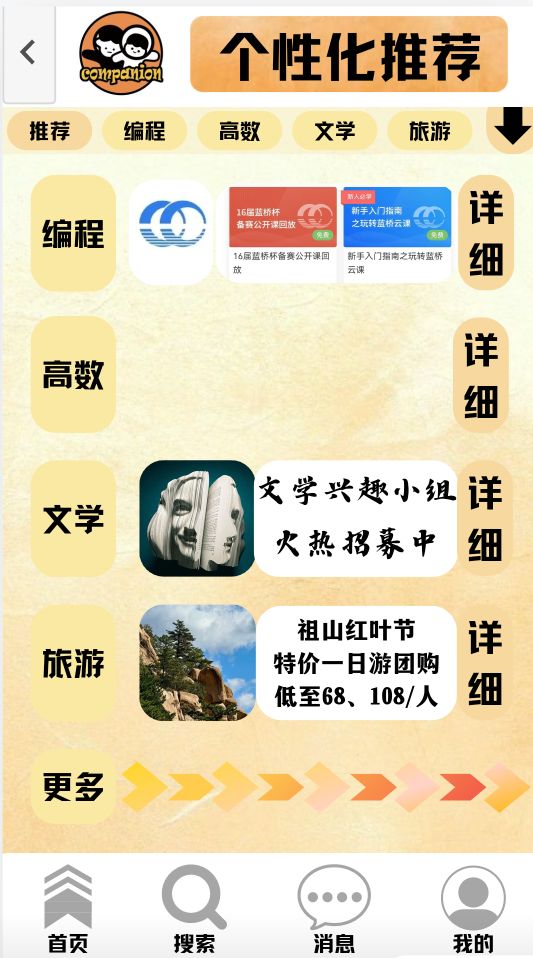 companion
个性化推荐
推荐
编程
高数
文学
旅游
编程
16届蓝桥杯
备赛公开课回放
免费
16届蓝桥杯备赛公开课回
放
新人必学
新手入门指南
之玩转蓝桥云课
免费
新手入门指南之玩转蓝桥
云课
详
细
高数
详
细
文学
文学兴趣小组
火热招募中
详
细
旅游
祖山红叶节
特价一日游团购
低至68、108/人
详
细
更多
首页
搜索
消息
我的